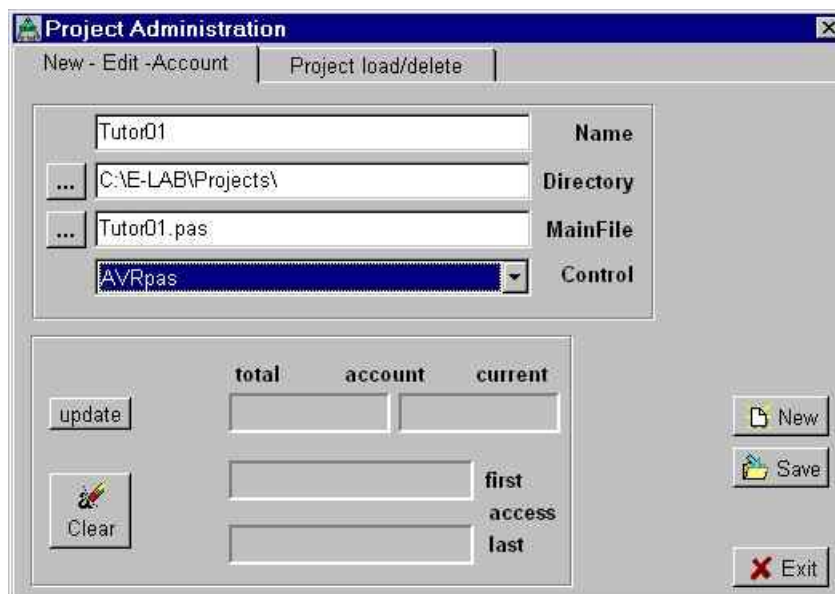 Project Administration
New - Edit -Account
Project load/delete
Tutor01
Name
...
C:\E-LAB\Projects\
Directory
...
Tutor01.pas
MainFile
AVRpas
Control
total account current
update
first
access
last
Clear
New
Save
Exit